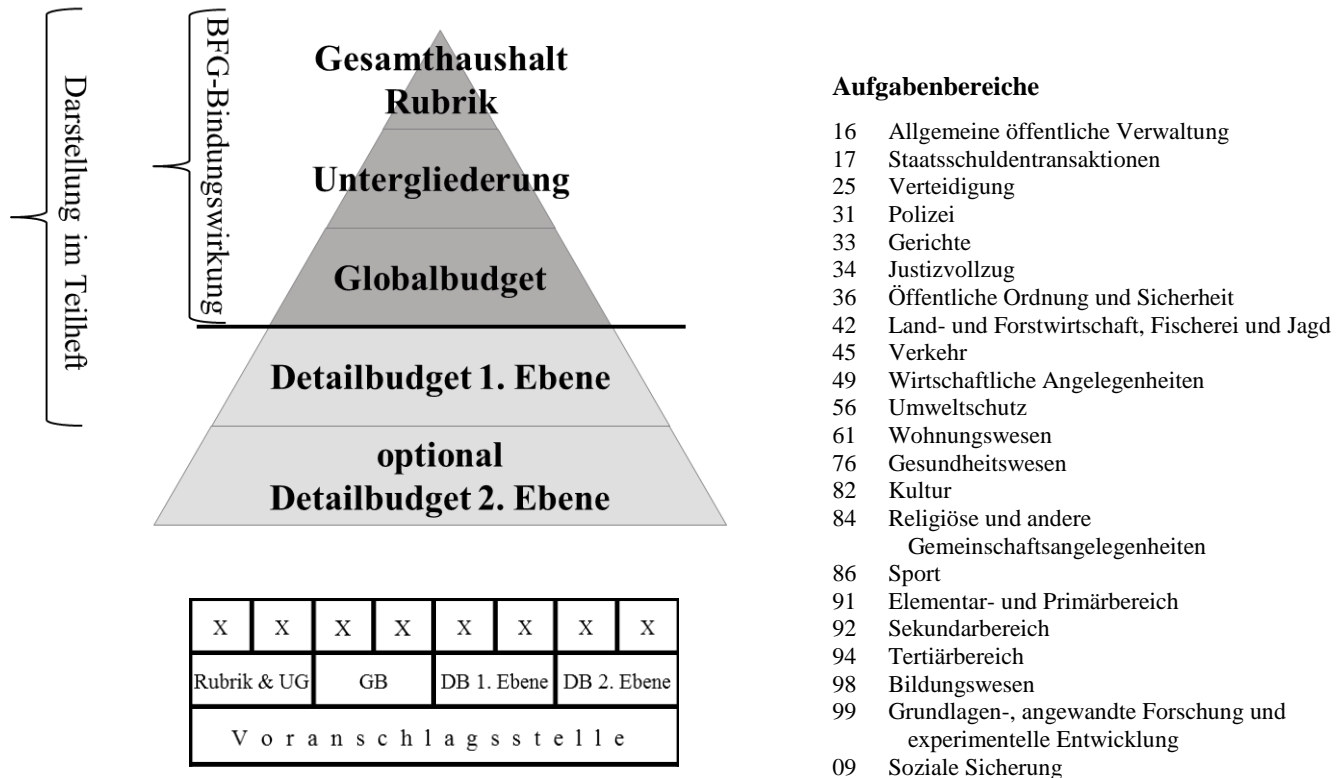 Darstellung im Teilheft
BFG-Bindungswirkung
Gesamthaushalt
Rubrik
Untergliederung
Globalbudget
Detailbudget 1. Ebene
optional
Detailbudget 2. Ebene
X X X X X X X X
Rubrik & UG GB DB 1. Ebene DB 2. Ebene
Voranschlagsstelle
Aufgabenbereiche
16 Allgemeine öffentliche Verwaltung
17 Staatsschuldentransaktionen
25 Verteidigung
31 Polizei
33 Gerichte
34 Justizvollzug
36 Öffentliche Ordnung und Sicherheit
42 Land- und Forstwirtschaft, Fischerei und Jagd
45 Verkehr
49 Wirtschaftliche Angelegenheiten
56 Umweltschutz
61 Wohnungswesen
76 Gesundheitswesen
82 Kultur
84 Religiöse und andere
Gemeinschaftsangelegenheiten
86 Sport
91 Elementar- und Primärbereich
92 Sekundarbereich
94 Tertiärbereich
98 Bildungswesen
99 Grundlagen-, angewandte Forschung und
experimentelle Entwicklung
09 Soziale Sicherung